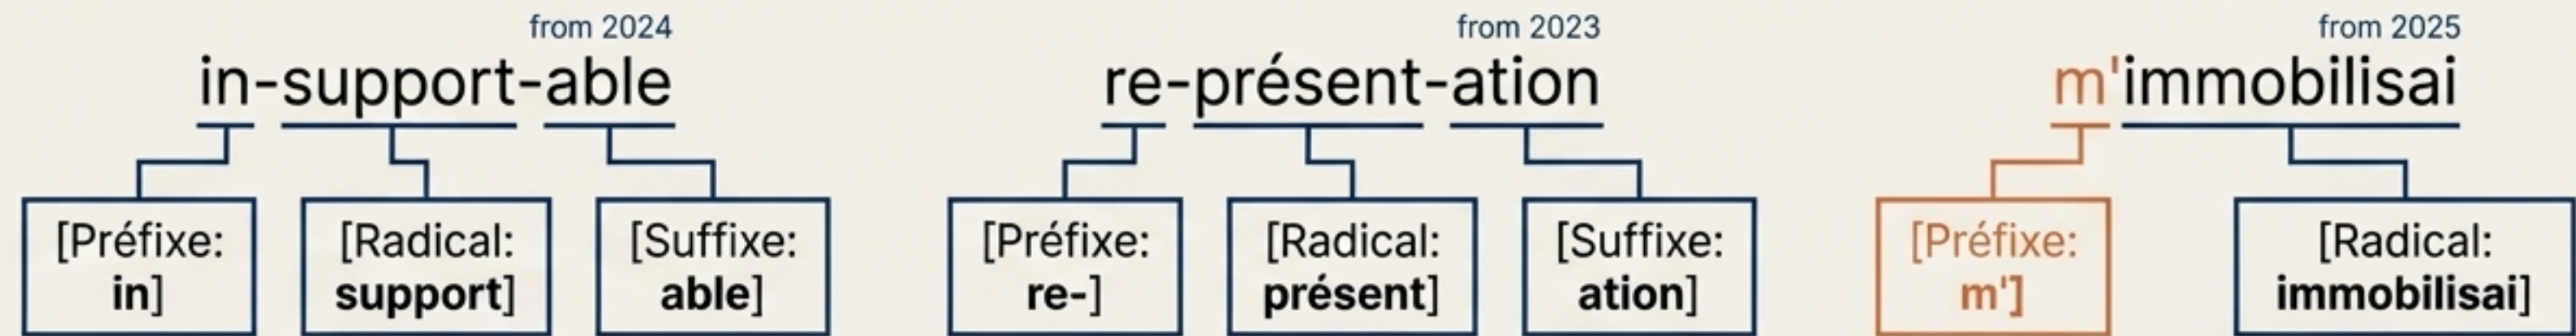 from 2024
in-support-able
[Préfixe:
in]
[Radical:
support]
[Suffixe:
able]
from 2023
re-présent-ation
[Préfixe:
re-]
[Radical:
présent]
[Suffixe:
ation]
from 2025
m'immobilisai
[Préfixe:
m']
[Radical:
immobilisai]